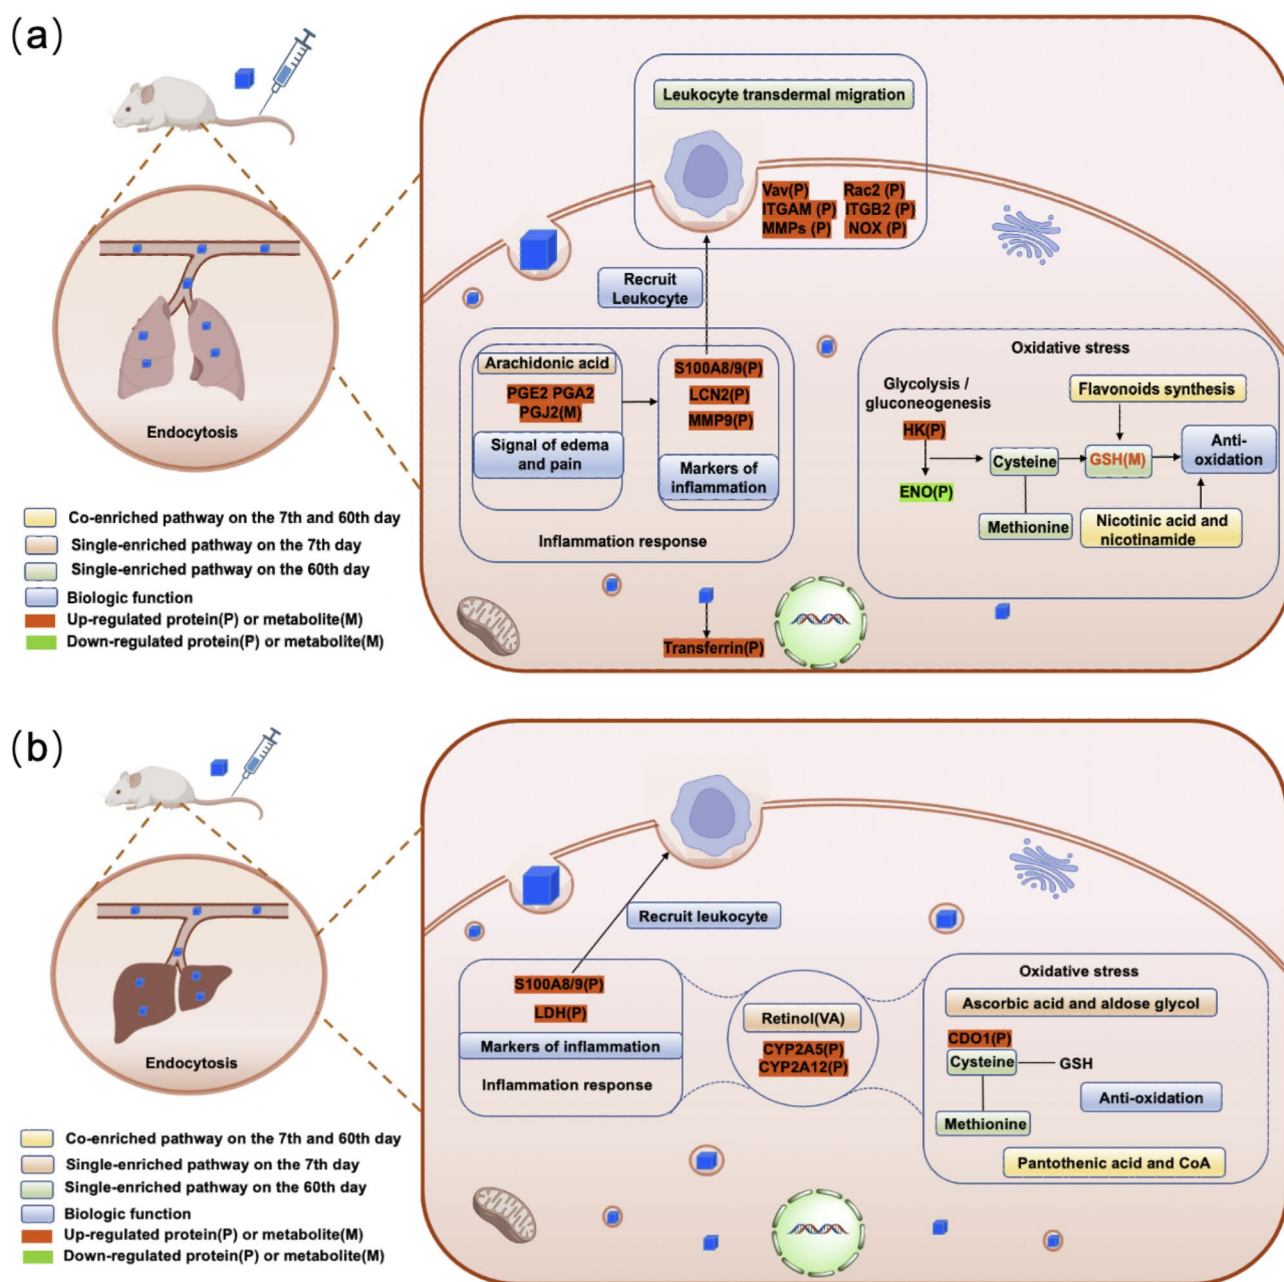 (a)
Leukocyte transdermal migration
Vav(P) Rac2 (P)
ITGAM (P) ITGB2 (P)
MMPs (P) NOX (P)
Recruit
Leukocyte
Arachidonic acid
PGE2 PGA2
PGJ2(M)
Signal of edema
and pain
S100A8/9(P)
LCN2(P)
MMP9(P)
Markers of
inflammation
Inflammation response
Oxidative stress
Glycolysis /
gluconeogenesis
HK(P)
ENO(P)
Flavonoids synthesis
Cysteine
GSH(M)
Anti-
oxidation
Methionine
Nicotinic acid and
nicotinamide
Transferrin(P)
Endocytosis
Co-enriched pathway on the 7th and 60th day
Single-enriched pathway on the 7th day
Single-enriched pathway on the 60th day
Biologic function
Up-regulated protein(P) or metabolite(M)
Down-regulated protein(P) or metabolite(M)
(b)
Recruit leukocyte
S100A8/9(P)
LDH(P)
Markers of inflammation
Inflammation response
Retinol(VA)
CYP2A5(P)
CYP2A12(P)
Oxidative stress
Ascorbic acid and aldose glycol
CDO1(P)
Cysteine
GSH
Anti-oxidation
Methionine
Pantothenic acid and CoA
Endocytosis
Co-enriched pathway on the 7th and 60th day
Single-enriched pathway on the 7th day
Single-enriched pathway on the 60th day
Biologic function
Up-regulated protein(P) or metabolite(M)
Down-regulated protein(P) or metabolite(M)